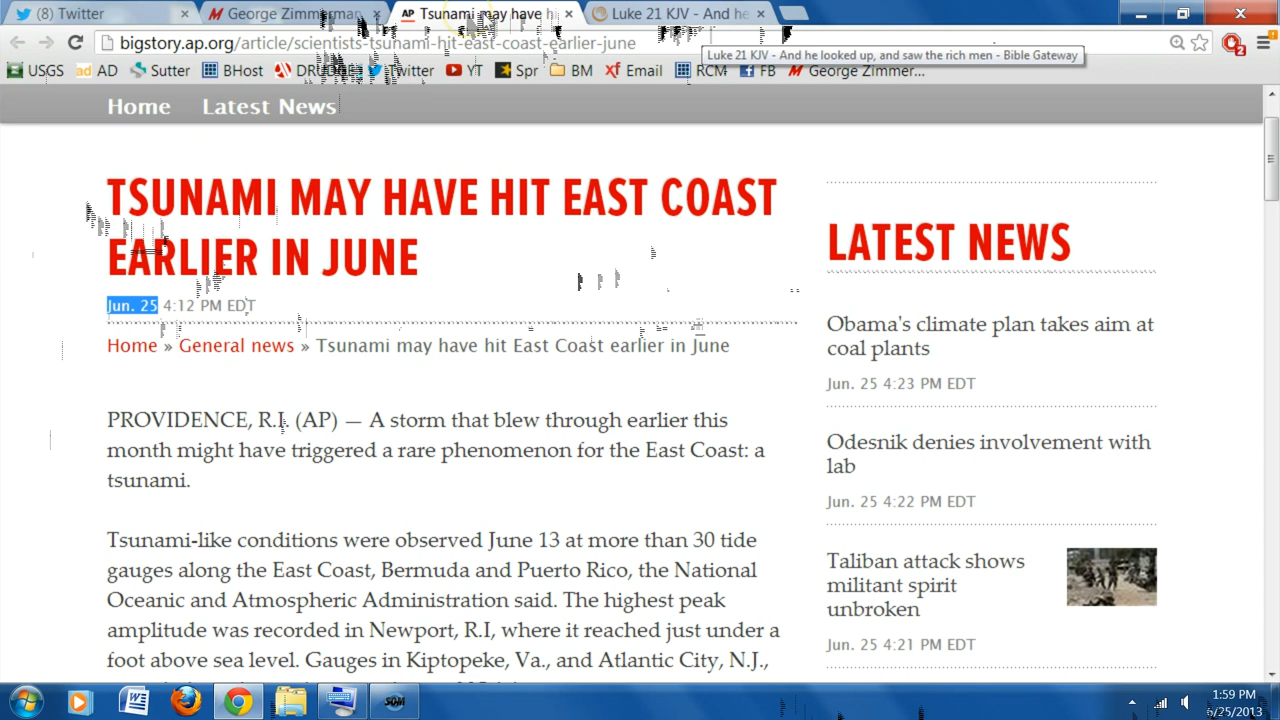 (8) Twitter
George Zimmerman
AP Tsunami may have h
Luke 21 KJV - And he
bigstory.ap.org/article/scientists-tsunami-hit-east-coast-earlier-june
Luke 21 KJV - And he looked up, and saw the rich men - Bible Gateway
2
USGS
ad AD
Sutter
BHost
Twitter
YT
Spr
BM
Email
RCM
FB
George Zimmer...
Home Latest News
TSUNAMI MAY HAVE HIT EAST COAST
EARLIER IN JUNE
Jun. 25 4:12 PM EDT
Home » General news » Tsunami may have hit East Coast earlier in June
PROVIDENCE, R.I. (AP) — A storm that blew through earlier this
month might have triggered a rare phenomenon for the East Coast: a
tsunami.
Tsunami-like conditions were observed June 13 at more than 30 tide
gauges along the East Coast, Bermuda and Puerto Rico, the National
Oceanic and Atmospheric Administration said. The highest peak
amplitude was recorded in Newport, R.I, where it reached just under a
foot above sea level. Gauges in Kiptopeke, Va., and Atlantic City, N.J.,
LATEST NEWS
Obama's climate plan takes aim at
coal plants
Jun. 25 4:23 PM EDT
Odesnik denies involvement with
lab
Jun. 25 4:22 PM EDT
Taliban attack shows
militant spirit
unbroken
Jun. 25 4:21 PM EDT
SOM
1:59 PM
6/25/2013